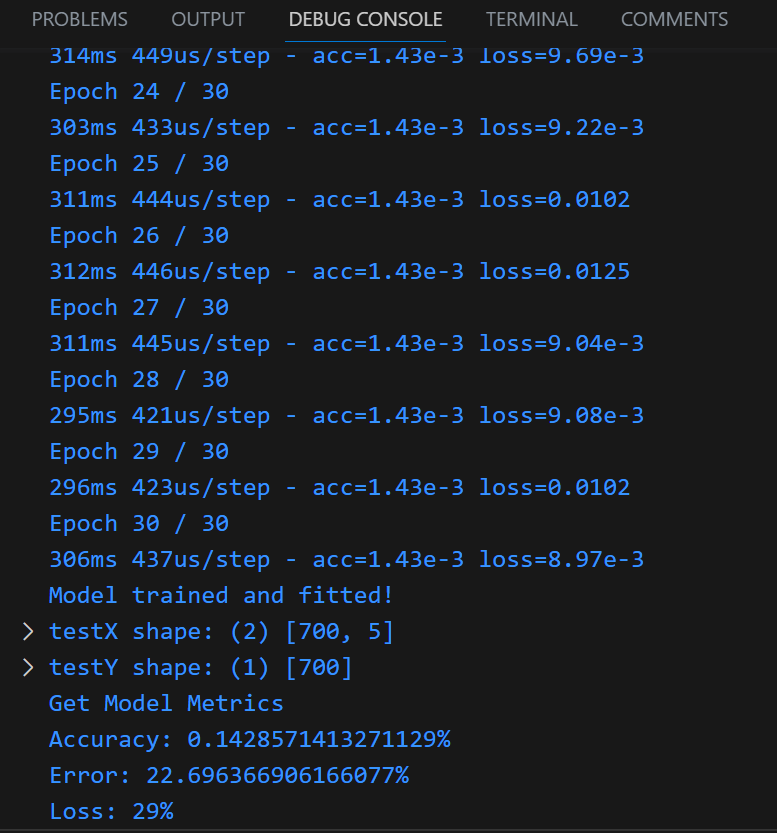 PROBLEMS OUTPUT DEBUG CONSOLE TERMINAL COMMENTS
314ms 449us/step - acc=1.43e-3 loss=9.69e-3
Epoch 24 / 30
303ms 433us/step - acc=1.43e-3 loss=9.22e-3
Epoch 25 / 30
311ms 444us/step - acc=1.43e-3 loss=0.0102
Epoch 26 / 30
312ms 446us/step - acc=1.43e-3 loss=0.0125
Epoch 27 / 30
311ms 445us/step - acc=1.43e-3 loss=9.04e-3
Epoch 28 / 30
295ms 421us/step - acc=1.43e-3 loss=9.08e-3
Epoch 29 / 30
296ms 423us/step - acc=1.43e-3 loss=0.0102
Epoch 30 / 30
306ms 437us/step - acc=1.43e-3 loss=8.97e-3
Model trained and fitted!
> testX shape: (2) [700, 5]
> testY shape: (1) [700]
Get Model Metrics
Accuracy: 0.1428571413271129%
Error: 22.696366906166077%
Loss: 29%